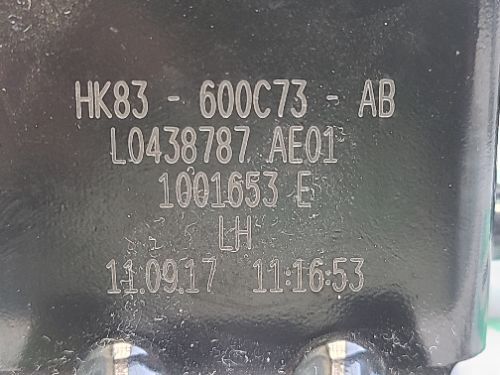 HK83 - 600C73 - AB
L0438787 AE01
1001653 E
LH
11.09.17 11:16:53